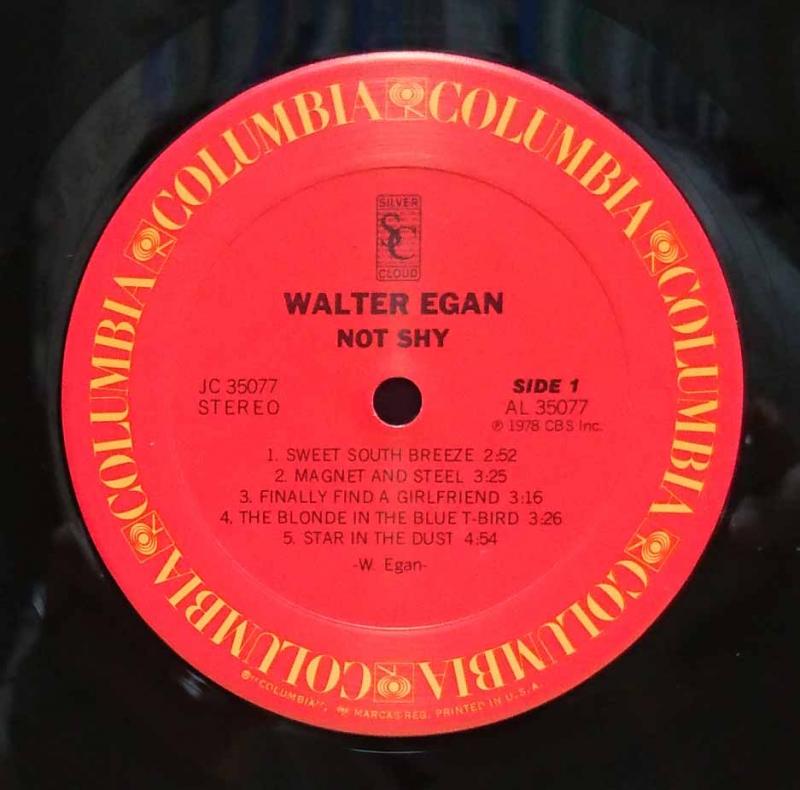 COLUMBIA COLUMBIA COLUMBIA COLUMBIA COLUMBIA COLUMBIA
SILVER
SC
CLOUD
WALTER EGAN
NOT SHY
JC 35077
STEREO
SIDE 1
AL 35077
℗ 1978 CBS Inc.
1. SWEET SOUTH BREEZE 2:52
2. MAGNET AND STEEL 3:25
3. FINALLY FIND A GIRLFRIEND 3:16
4. THE BLONDE IN THE BLUE T-BIRD 3:26
5. STAR IN THE DUST 4:54
-W. Egan-
®"COLUMBIA", MARCAS REG. PRINTED IN U.S.A.